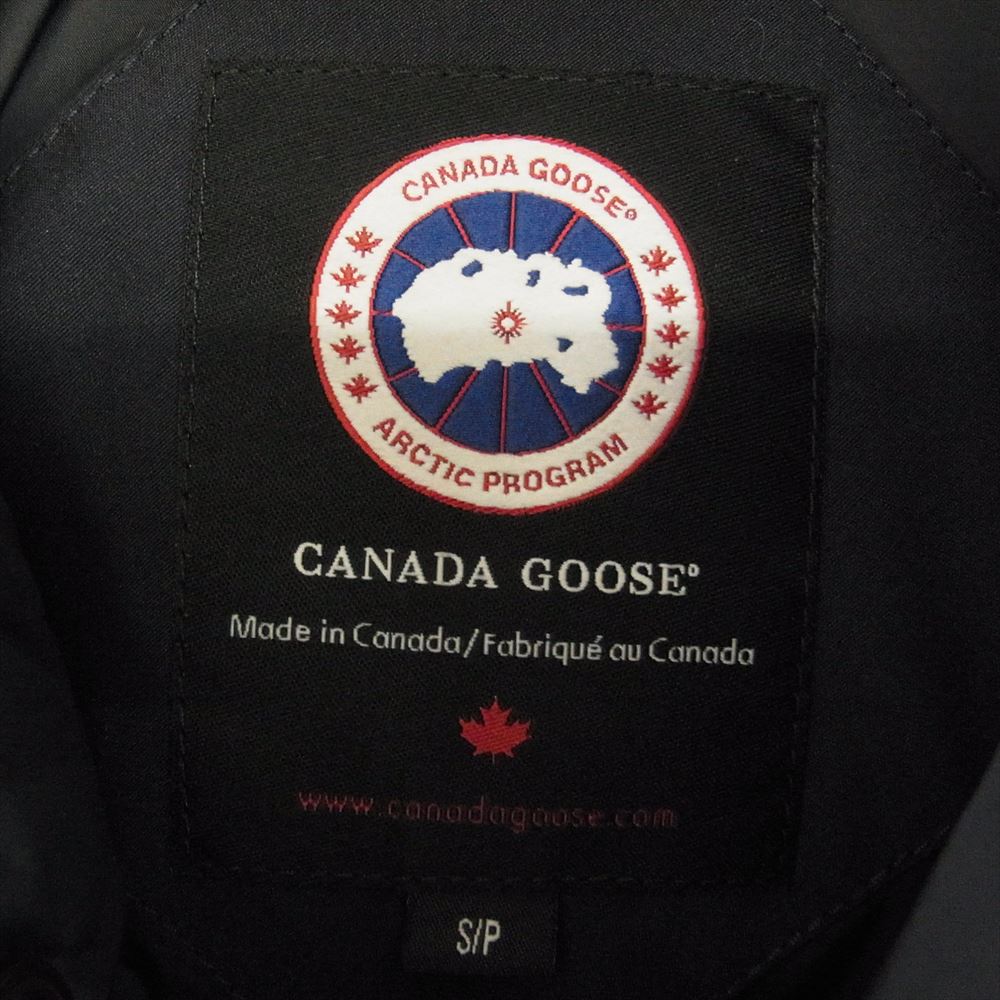 CANADA GOOSE®
ARCTIC PROGRAM
CANADA GOOSE®
Made in Canada/Fabriqué au Canada
www.canadagoose.com
S/P